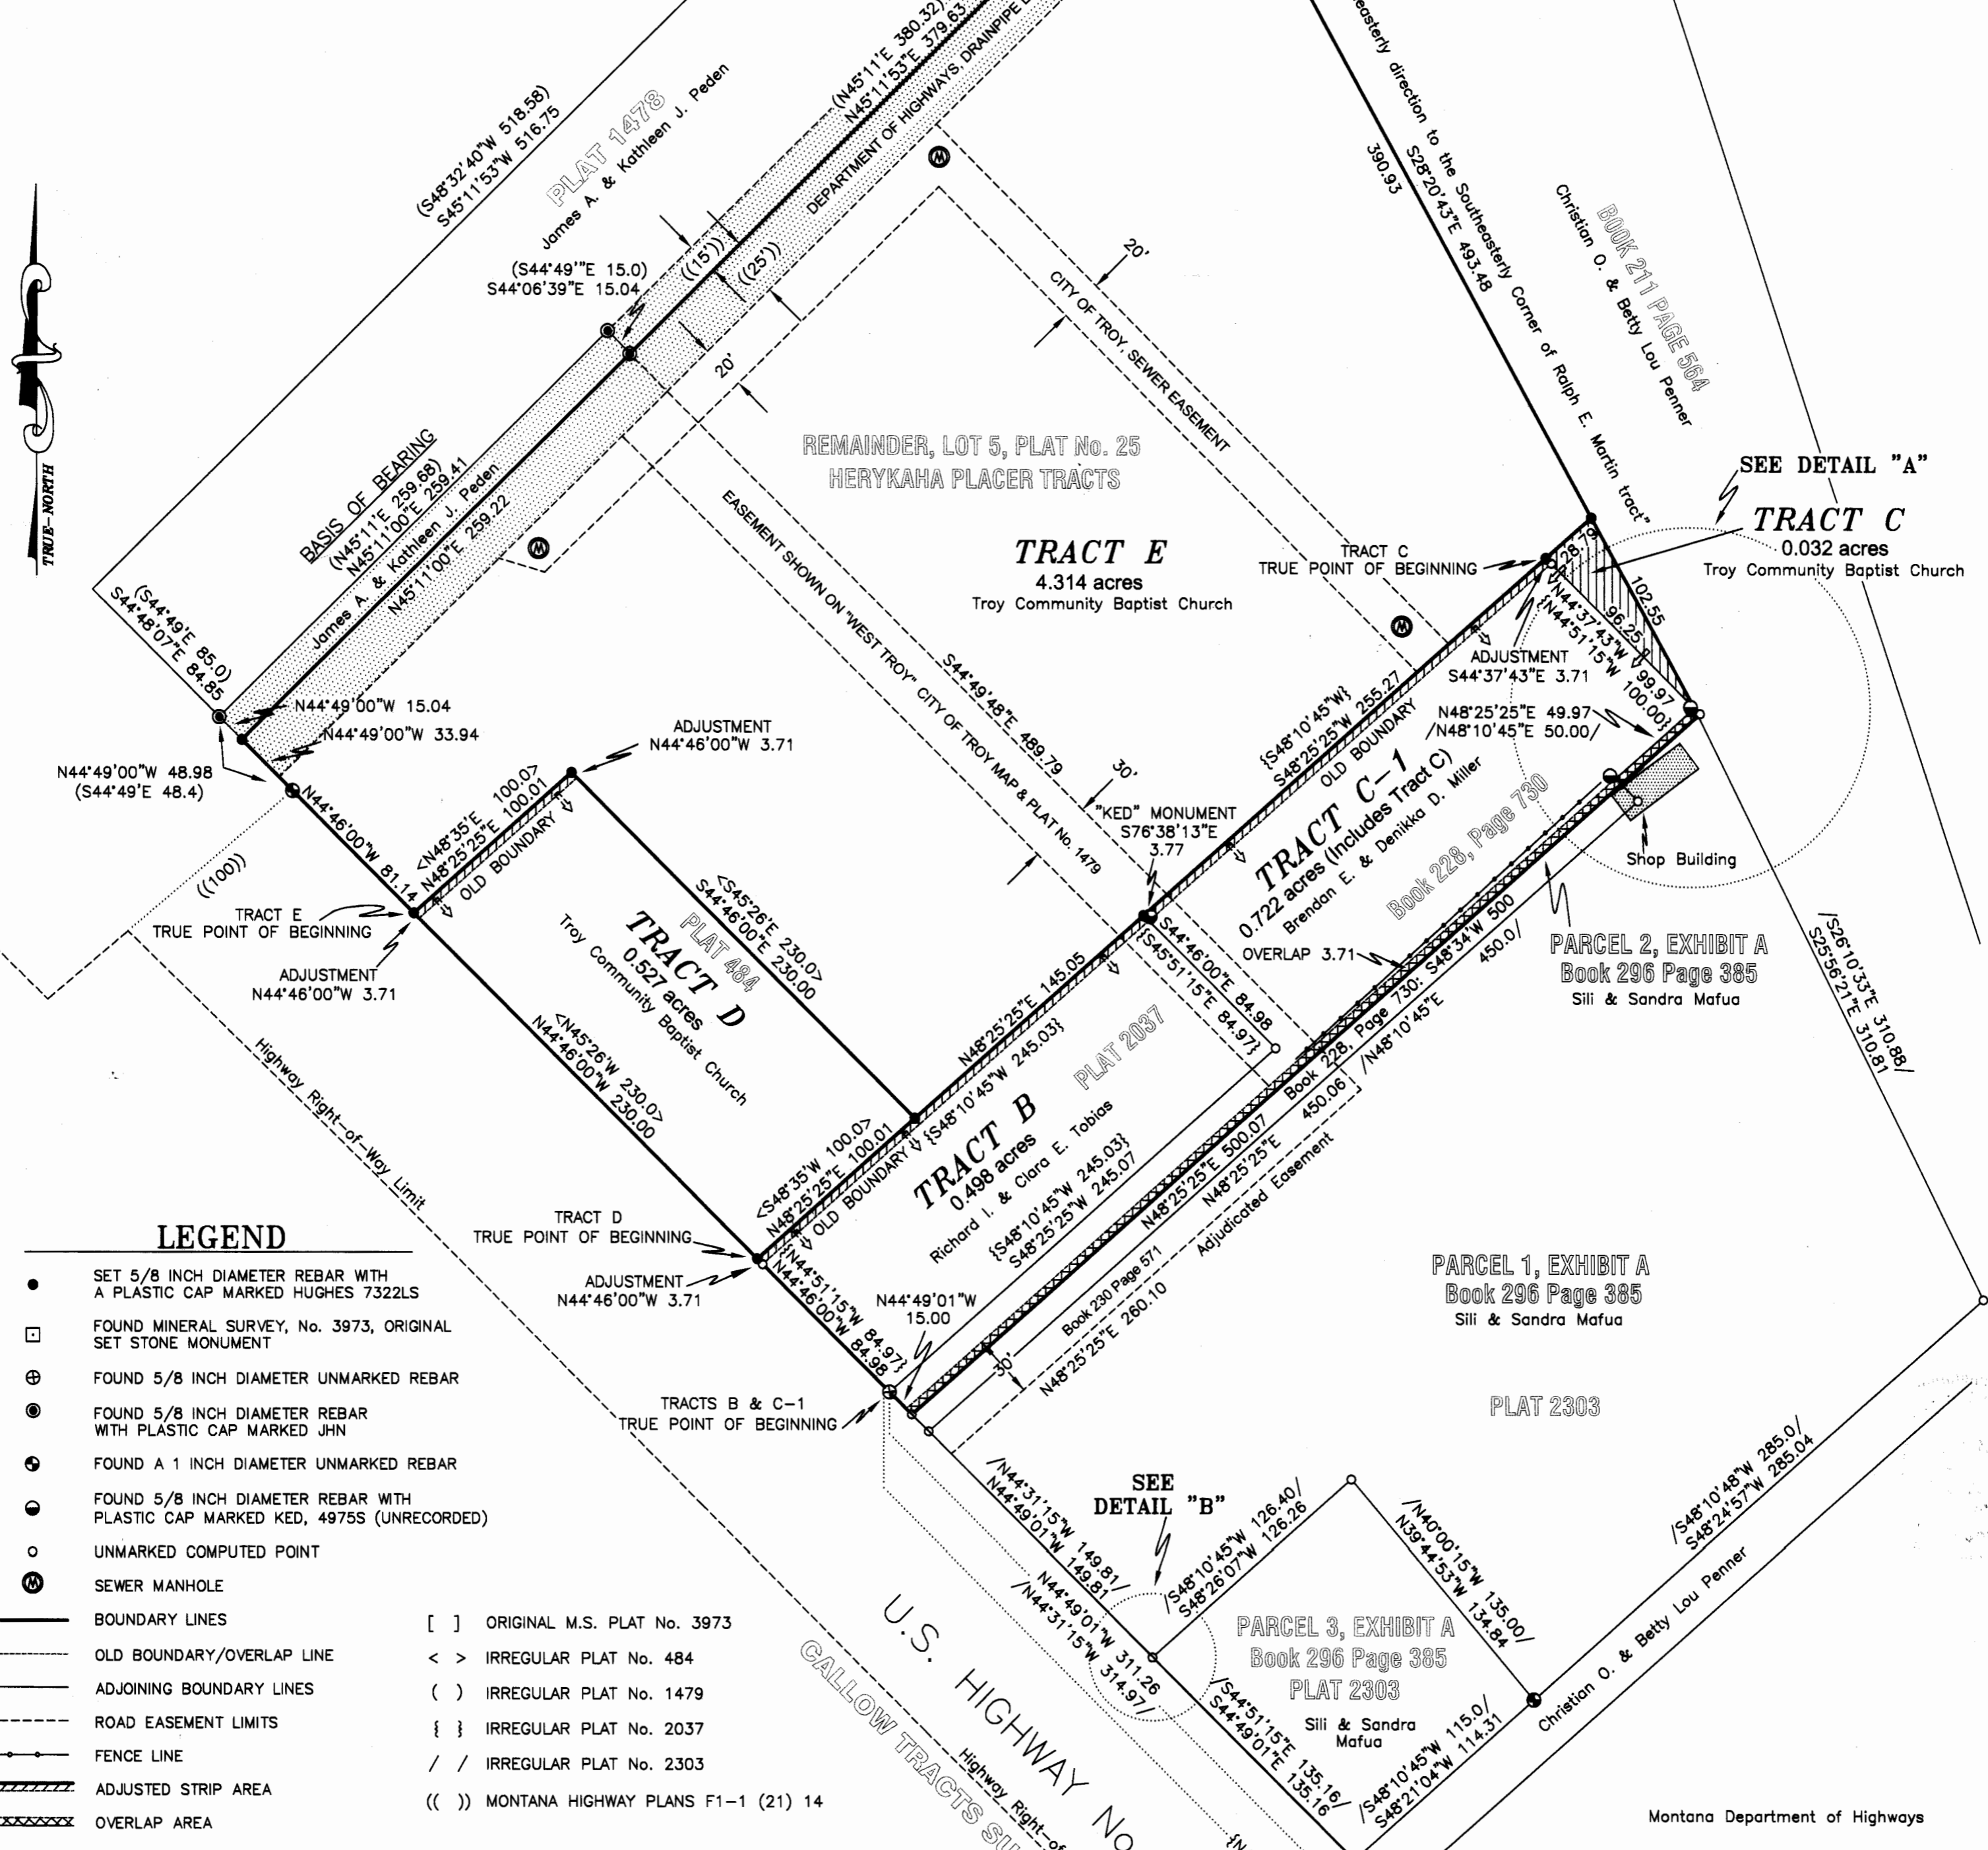 (S48°32'40"W 518.58)
S45°11'53"W 516.75
PLAT 1478
James A. & Kathleen J. Peden
(N45°11'E 380.32)
N45°11'53"E 379.63
DEPARTMENT OF HIGHWAYS, DRAINPIPE
easterly direction to the Southeasterly Corner of Ralph E. Martin tract"
S28°20'43"E 493.48
390.93
BOOK 211 PAGE 564
Christian O. & Betty Lou Penner
TRUE-NORTH
(S44°49'"E 15.0)
S44°06'39"E 15.04
((15'))
((25'))
20'
20'
CITY OF TROY, SEWER EASEMENT
REMAINDER, LOT 5, PLAT No. 25
HERYKAHA PLACER TRACTS
EASEMENT SHOWN ON "WEST TROY" CITY OF TROY MAP & PLAT No. 1479
S44°49'48"E 489.79
30'
TRACT E
4.314 acres
Troy Community Baptist Church
SEE DETAIL "A"
TRACT C
0.032 acres
Troy Community Baptist Church
TRACT C
TRUE POINT OF BEGINNING
28.79
102.55
96.25
N44°37'43"W 99.97
{N44°51'15"W 100.00}
ADJUSTMENT
S44°37'43"E 3.71
N48°25'25"E 49.97
/N48°10'45"E 50.00/
BASIS OF BEARING
(N45°11'E 259.68)
N45°11'00"E 259.41
James A. & Kathleen J. Peden
N45°11'00"E 259.22
(S44°49'E 85.0)
S44°48'07"E 84.85
N44°49'00"W 15.04
N44°49'00"W 33.94
N44°49'00"W 48.98
(S44°49'E 48.4)
ADJUSTMENT
N44°46'00"W 3.71
N44°46'00"W 81.14
<N48°35'E 100.0>
N48°25'25"E 100.01
OLD BOUNDARY
((100))
TRACT E
TRUE POINT OF BEGINNING
ADJUSTMENT
N44°46'00"W 3.71
{S48°10'45"W}
S48°25'25"W 255.27
OLD BOUNDARY
"KED" MONUMENT
S76°38'13"E
3.77
TRACT C-1
0.722 acres (Includes Tract C)
Brendan E. & Denikka D. Miller
Book 228, Page 730
OVERLAP 3.71
Shop Building
PARCEL 2, EXHIBIT A
Book 296 Page 385
Sili & Sandra Mafua
/S26°10'33"E 310.88/
S25°56'21"E 310.81
<S45°26'E 230.0>
S44°46'00"E 230.00
PLAT 484
TRACT D
0.527 acres
Troy Community Baptist Church
<N45°26'W 230.0>
N44°46'00"W 230.00
N48°25'25"E 145.05
{S48°10'45"W 245.03}
S44°46'00"E 84.98
{S45°51'15"E 84.97}
PLAT 2037
TRACT B
0.498 acres
Richard I. & Clara E. Tobias
{S48°10'45"W 245.03}
S48°25'25"W 245.07
Book 228, Page 730: S48°34'W 500
/N48°10'45"E 450.0/
N48°25'25"E 500.07
N48°25'25"E 450.06
Adjudicated Easement
Book 230 Page 571
N48°25'25"E 260.10
30'
Highway Right-of-Way Limit
<S48°35'W 100.0>
N48°25'25"E 100.01
OLD BOUNDARY
TRACT D
TRUE POINT OF BEGINNING
ADJUSTMENT
N44°46'00"W 3.71
{N44°51'15"W 84.97}
N44°46'00"W 84.98
N44°49'01"W
15.00
TRACTS B & C-1
TRUE POINT OF BEGINNING
PARCEL 1, EXHIBIT A
Book 296 Page 385
Sili & Sandra Mafua
PLAT 2303
SEE
DETAIL "B"
/N44°31'15"W 149.81/
N44°49'01"W 149.81
/S48°10'45"W 126.40/
S48°26'07"W 126.26
/N40°00'15"W 135.00/
N39°44'53"W 134.84
/S48°10'48"W 285.0/
S48°24'57"W 285.04
Christian O. & Betty Lou Penner
N44°49'01"W 311.26
/N44°31'15"W 314.97/
PARCEL 3, EXHIBIT A
Book 296 Page 385
PLAT 2303
Sili & Sandra
Mafua
/S44°51'15"E 135.16/
S44°49'01"E 135.16
/S48°10'45"W 115.0/
S48°21'04"W 114.31
U.S. HIGHWAY No
CALLOW TRACTS SU
Highway Right-of
{N
Montana Department of Highways
LEGEND
SET 5/8 INCH DIAMETER REBAR WITH
A PLASTIC CAP MARKED HUGHES 7322LS
FOUND MINERAL SURVEY, No. 3973, ORIGINAL
SET STONE MONUMENT
FOUND 5/8 INCH DIAMETER UNMARKED REBAR
FOUND 5/8 INCH DIAMETER REBAR
WITH PLASTIC CAP MARKED JHN
FOUND A 1 INCH DIAMETER UNMARKED REBAR
FOUND 5/8 INCH DIAMETER REBAR WITH
PLASTIC CAP MARKED KED, 4975S (UNRECORDED)
UNMARKED COMPUTED POINT
SEWER MANHOLE
BOUNDARY LINES
OLD BOUNDARY/OVERLAP LINE
ADJOINING BOUNDARY LINES
ROAD EASEMENT LIMITS
FENCE LINE
ADJUSTED STRIP AREA
OVERLAP AREA
[ ] ORIGINAL M.S. PLAT No. 3973
< > IRREGULAR PLAT No. 484
( ) IRREGULAR PLAT No. 1479
{ } IRREGULAR PLAT No. 2037
/ / IRREGULAR PLAT No. 2303
(( )) MONTANA HIGHWAY PLANS F1-1 (21) 14